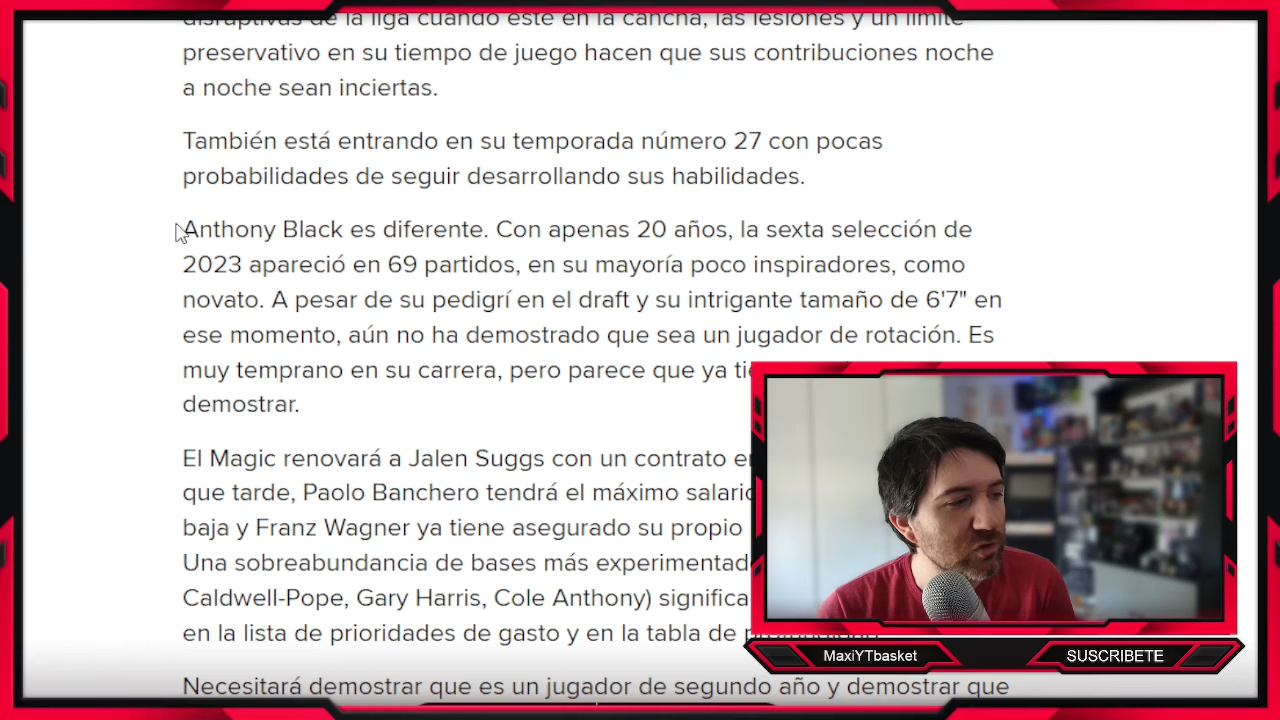 disruptivas de la liga cuando esté en la cancha, las lesiones y un límite
preservativo en su tiempo de juego hacen que sus contribuciones noche
a noche sean inciertas.
También está entrando en su temporada número 27 con pocas
probabilidades de seguir desarrollando sus habilidades.
Anthony Black es diferente. Con apenas 20 años, la sexta selección de
2023 apareció en 69 partidos, en su mayoría poco inspiradores, como
novato. A pesar de su pedigrí en el draft y su intrigante tamaño de 6'7" en
ese momento, aún no ha demostrado que sea un jugador de rotación. Es
muy temprano en su carrera, pero parece que ya
demostrar.
El Magic renovará a Jalen Suggs con un contrato
que tarde, Paolo Banchero tendrá el máximo
baja y Franz Wagner ya tiene asegurado su propio
Una sobreabundancia de bases más
Caldwell-Pope, Gary Harris, Cole Anthony) significa
en la lista de prioridades de gasto y en la tabla de
Necesitará demostrar que es un jugador de segundo año y demostrar que
MaxiYTbasket
SUSCRIBETE